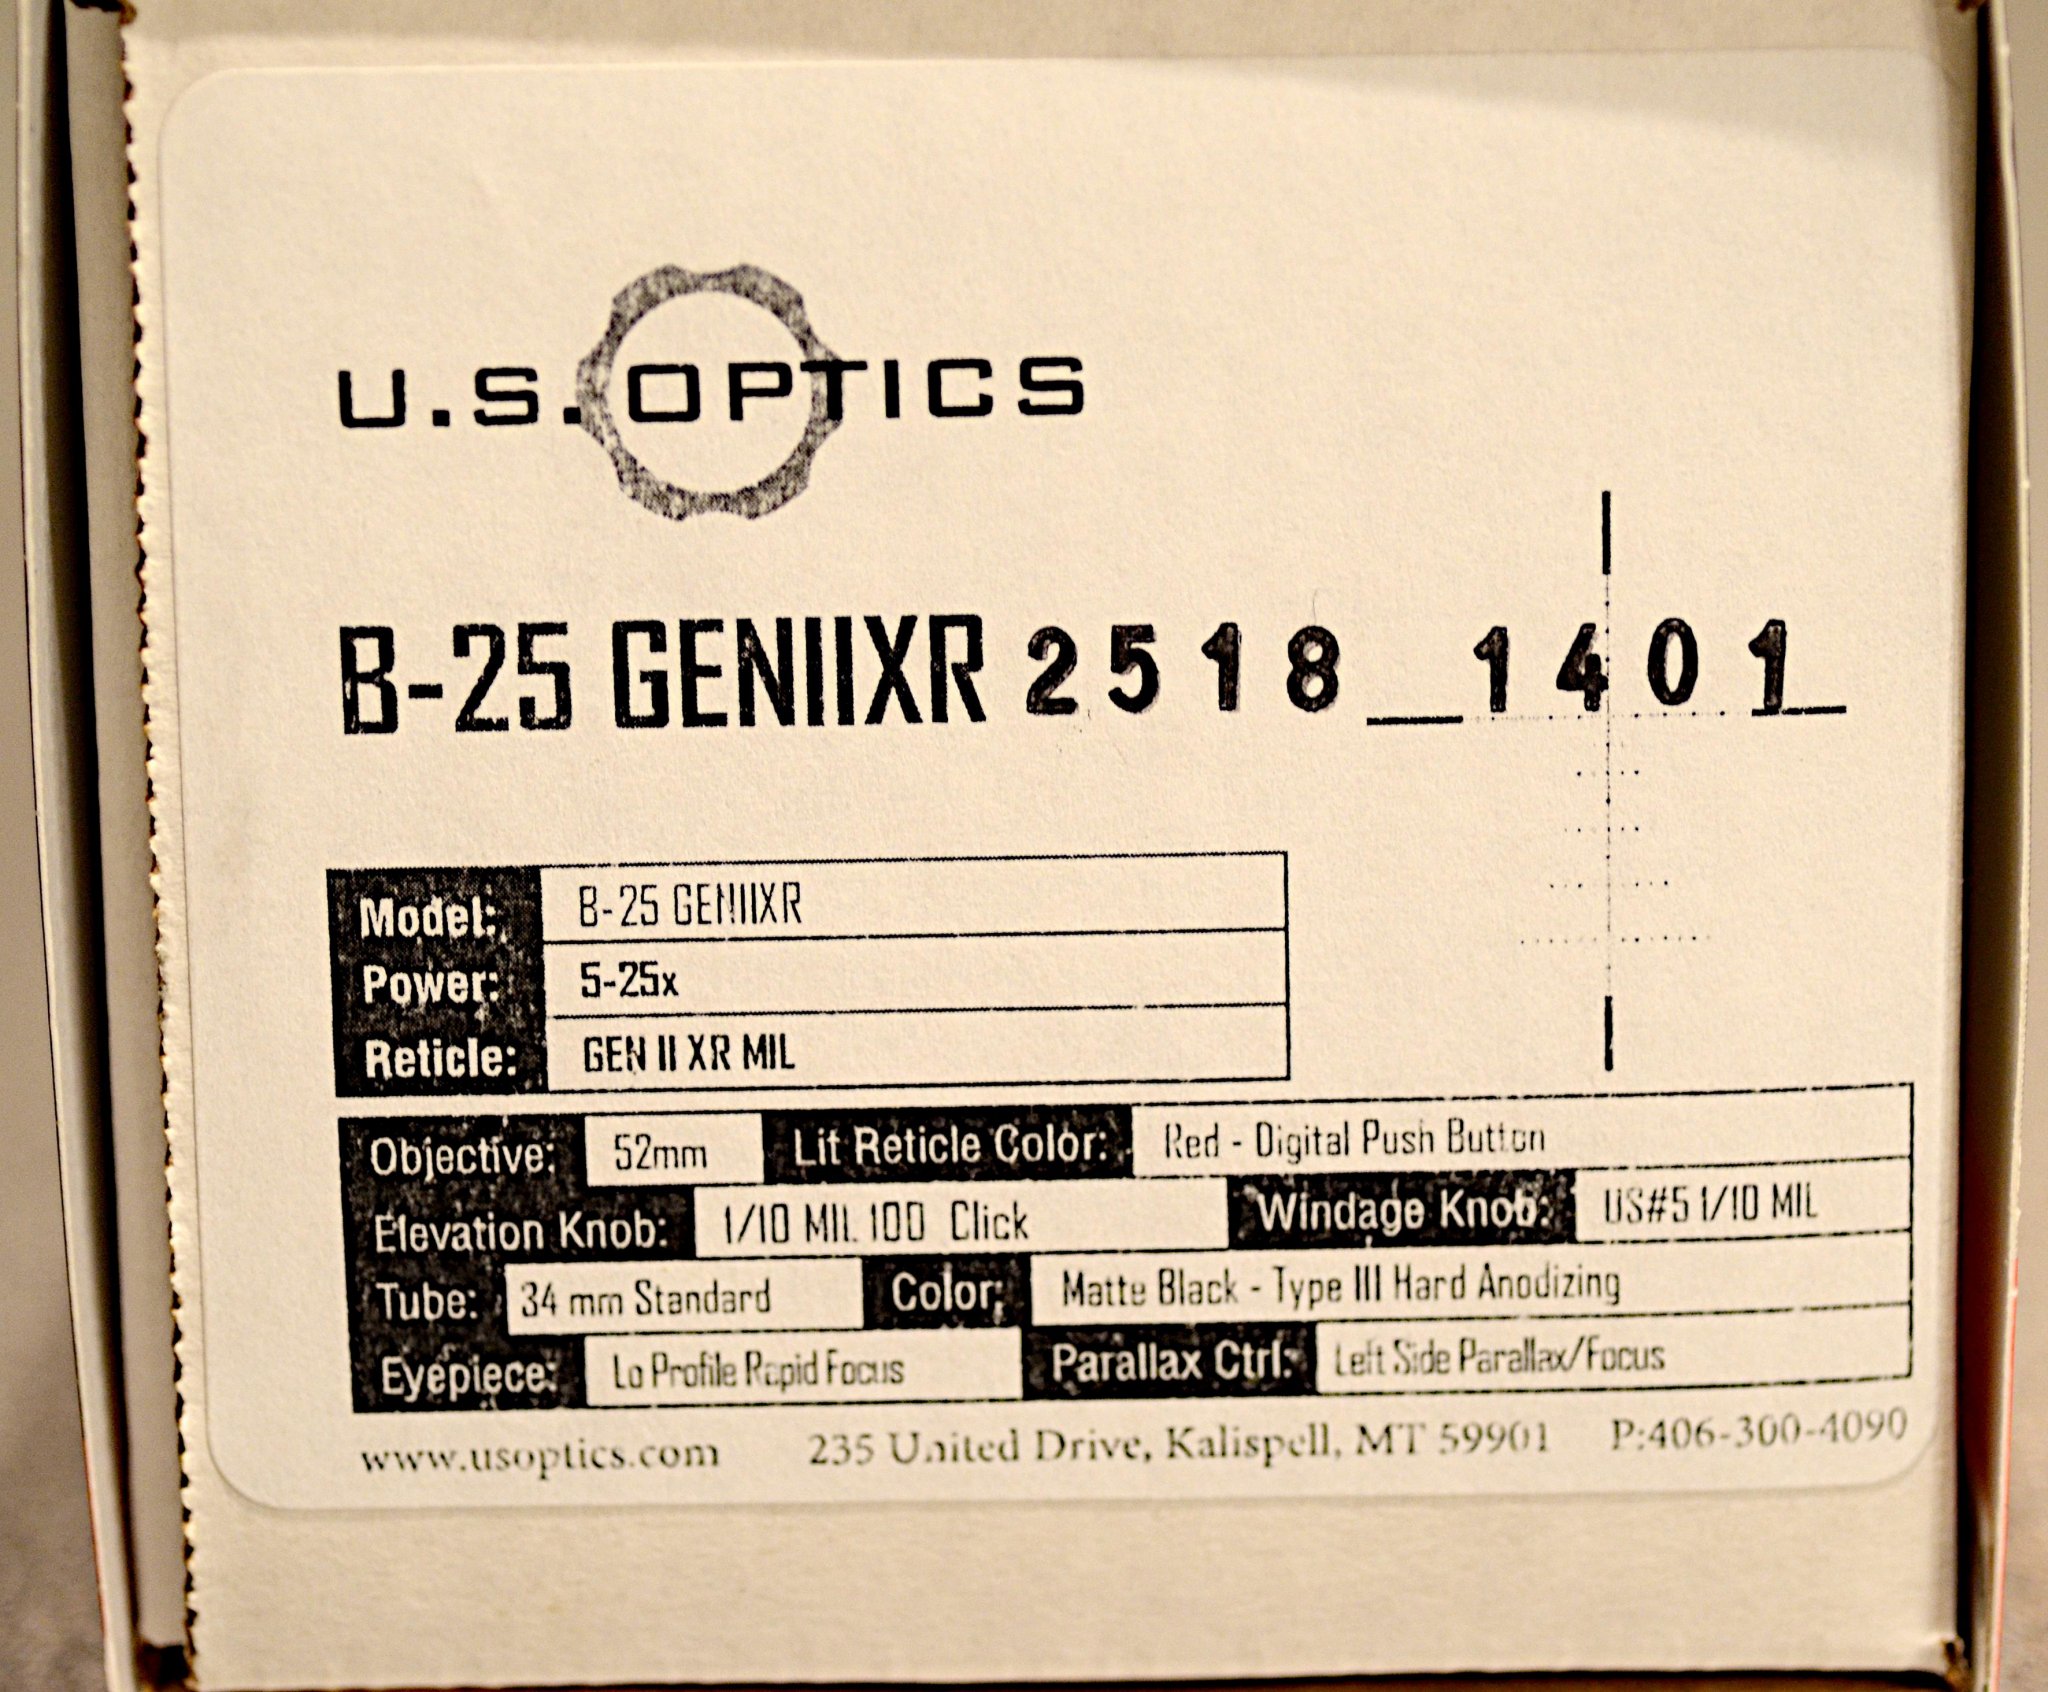 U.S. OPTICS
B-25 GENIIXR 2518 1401
Model: B-25 GENIIXR
Power: 5-25x
Reticle: GEN II XR MIL
Objective: 52mm Lit Reticle Color: Red - Digital Push Button
Elevation Knob: 1/10 MIL 100 Click Windage Knob: US#5 1/10 MIL
Tube: 34 mm Standard Color: Matte Black - Type III Hard Anodizing
Eyepiece: Lo Profile Rapid Focus Parallax Ctrl: Left Side Parallax/Focus
www.usoptics.com 235 United Drive, Kalispell, MT 59901 P:406-300-4090